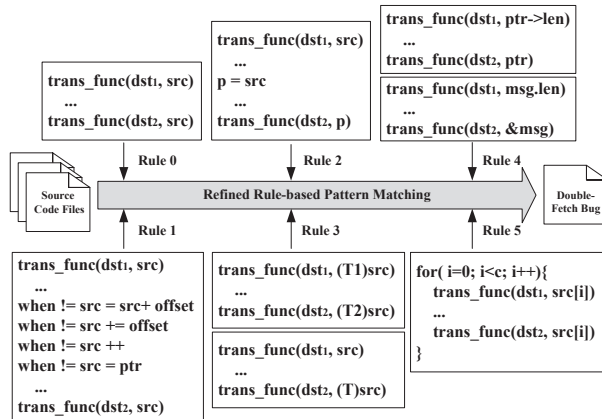 trans_func(dst1, src)
...
trans_func(dst2, src)
trans_func(dst1, src)
...
p = src
...
trans_func(dst2, p)
trans_func(dst1, ptr->len)
...
trans_func(dst2, ptr)
trans_func(dst1, msg.len)
...
trans_func(dst2, &msg)
Rule 0
Rule 2
Rule 4
Source
Code Files
Refined Rule-based Pattern Matching
Double-
Fetch Bug
Rule 1
Rule 3
Rule 5
trans_func(dst1, src)
...
when != src = src+ offset
when != src += offset
when != src ++
when != src = ptr
...
trans_func(dst2, src)
trans_func(dst1, (T1)src)
...
trans_func(dst2, (T2)src)
trans_func(dst1, src)
...
trans_func(dst2, (T)src)
for( i=0; i<c; i++){
trans_func(dst1, src[i])
...
trans_func(dst2, src[i])
}